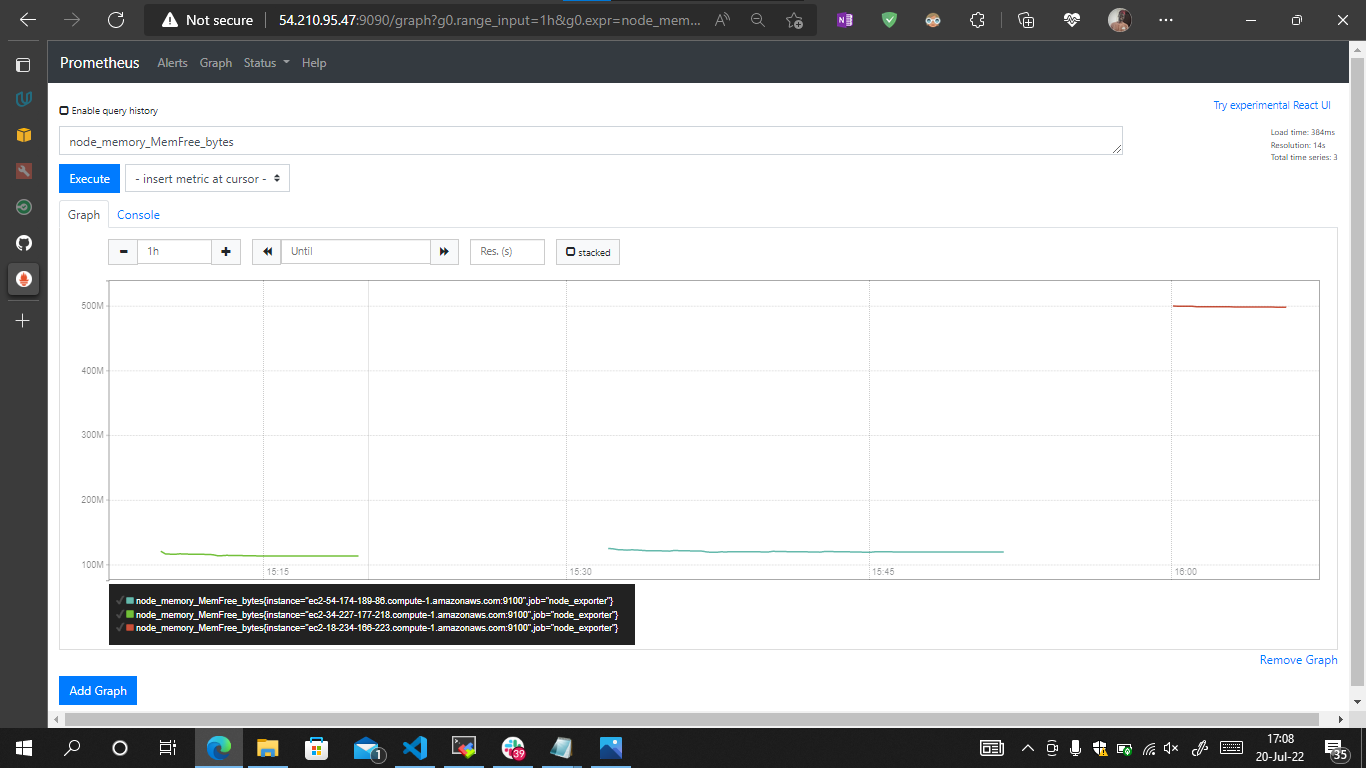 Not secure 54.210.95.47:9090/graph?g0.range_input=1h&g0.expr=node_mem...
Prometheus Alerts Graph Status Help
Enable query history
Try experimental React UI
node_memory_MemFree_bytes
Load time: 384ms
Resolution: 14s
Total time series: 3
Execute - insert metric at cursor -
Graph Console
1h Until Res. (s) stacked
500M
400M
300M
200M
100M
15:15 15:30 15:45 16:00
node_memory_MemFree_bytes{instance="ec2-54-174-189-86.compute-1.amazonaws.com:9100",job="node_exporter"}
node_memory_MemFree_bytes{instance="ec2-34-227-177-218.compute-1.amazonaws.com:9100",job="node_exporter"}
node_memory_MemFree_bytes{instance="ec2-18-234-166-223.compute-1.amazonaws.com:9100",job="node_exporter"}
Remove Graph
Add Graph
1
39
17:08
20-Jul-22
35